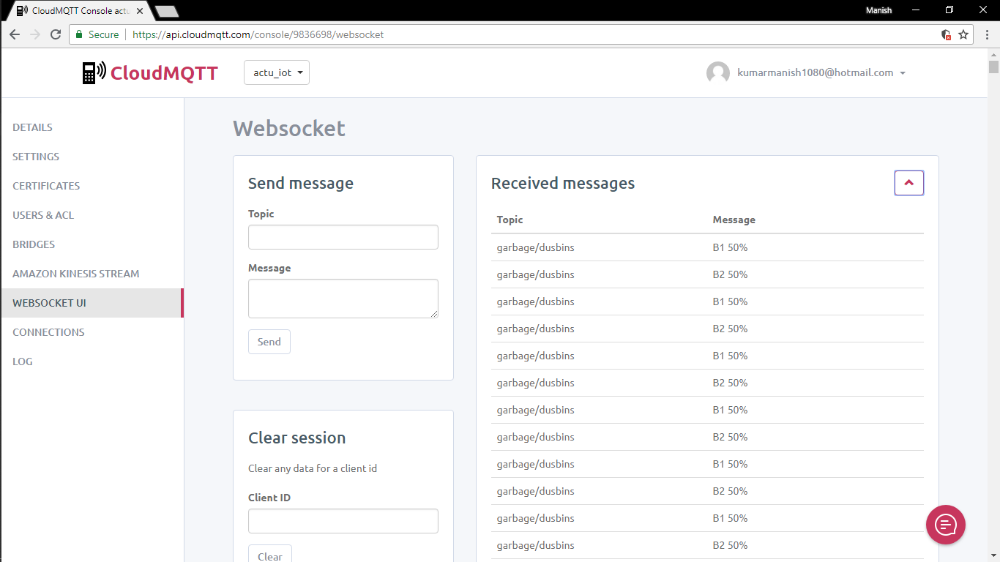 CloudMQTT Console actu
Manish
Secure
https://api.cloudmqtt.com/console/9836698/websocket
CloudMQTT
actu_iot
kumarmanish1080@hotmail.com
DETAILS
SETTINGS
CERTIFICATES
USERS & ACL
BRIDGES
AMAZON KINESIS STREAM
WEBSOCKET UI
CONNECTIONS
LOG
Websocket
Send message
Topic
Message
Send
Clear session
Clear any data for a client id
Client ID
Clear
Received messages
Topic Message
garbage/dusbins B1 50%
garbage/dusbins B2 50%
garbage/dusbins B1 50%
garbage/dusbins B2 50%
garbage/dusbins B1 50%
garbage/dusbins B2 50%
garbage/dusbins B1 50%
garbage/dusbins B2 50%
garbage/dusbins B1 50%
garbage/dusbins B2 50%
garbage/dusbins B1 50%
garbage/dusbins B2 50%